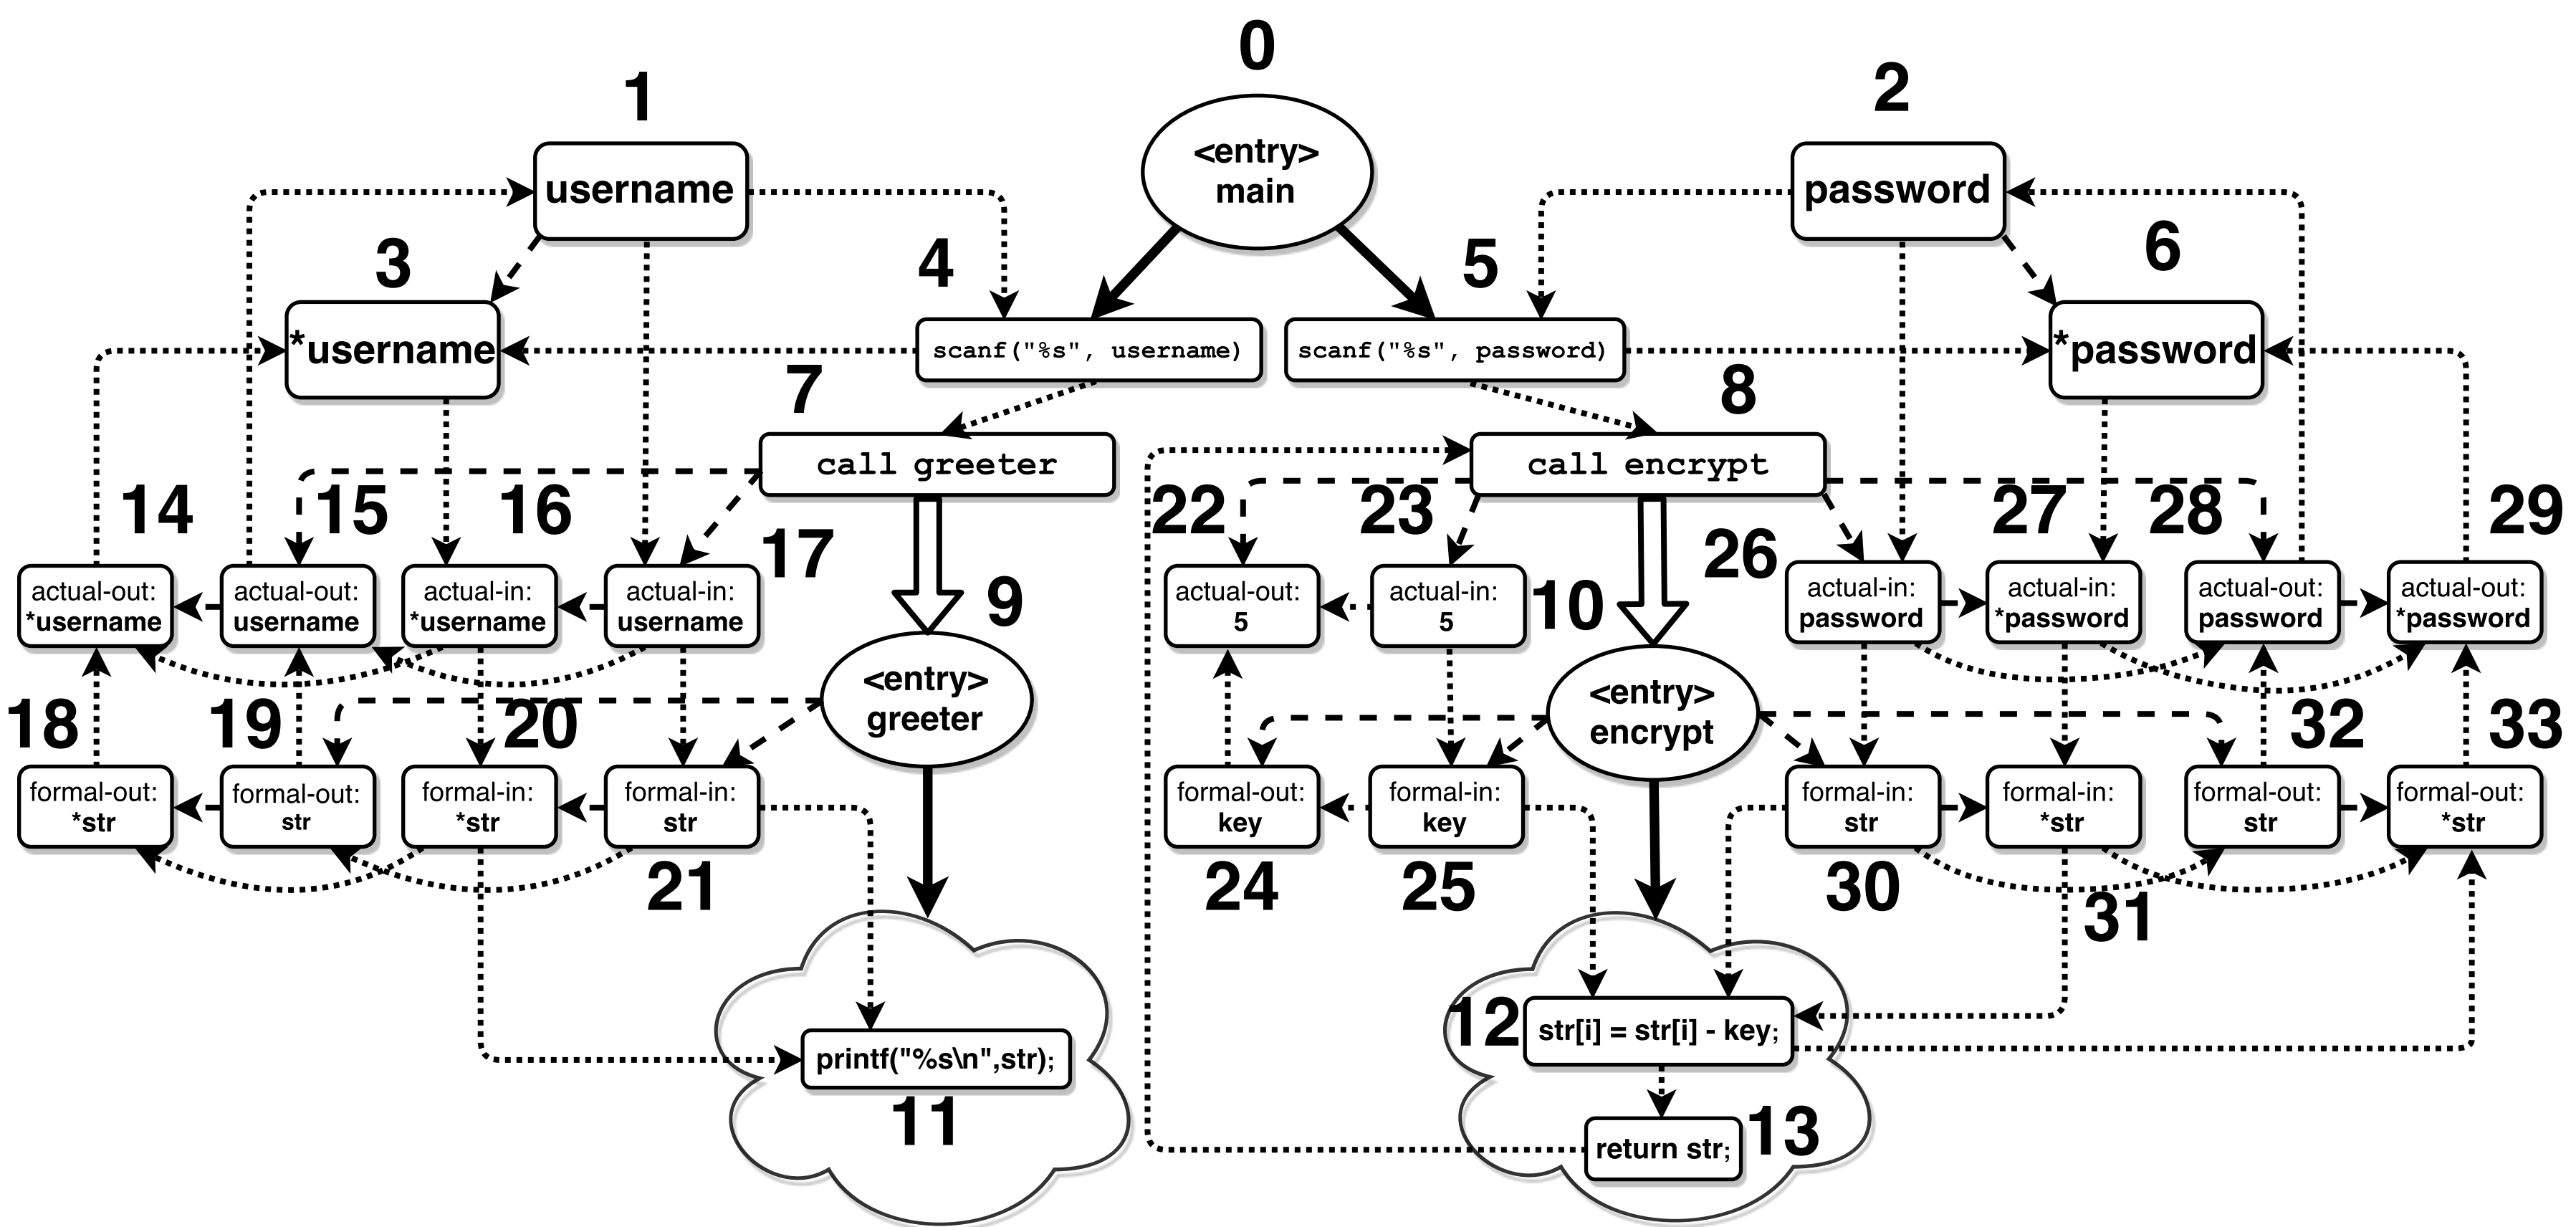 0
1
2
<entry>
main
username
password
3
4
5
6
*username
scanf("%s", username)
scanf("%s", password)
*password
7
8
call greeter
call encrypt
14
15
16
17
22
23
26
27
28
29
actual-out:
*username
actual-out:
username
actual-in:
*username
actual-in:
username
9
actual-out:
5
actual-in:
5
10
actual-in:
password
actual-in:
*password
actual-out:
password
actual-out:
*password
<entry>
greeter
<entry>
encrypt
18
19
20
32
33
formal-out:
*str
formal-out:
str
formal-in:
*str
formal-in:
str
formal-out:
key
formal-in:
key
formal-in:
str
formal-in:
*str
formal-out:
str
formal-out:
*str
21
24
25
30
31
12
str[i] = str[i] - key;
printf("%s\n",str);
11
return str;
13